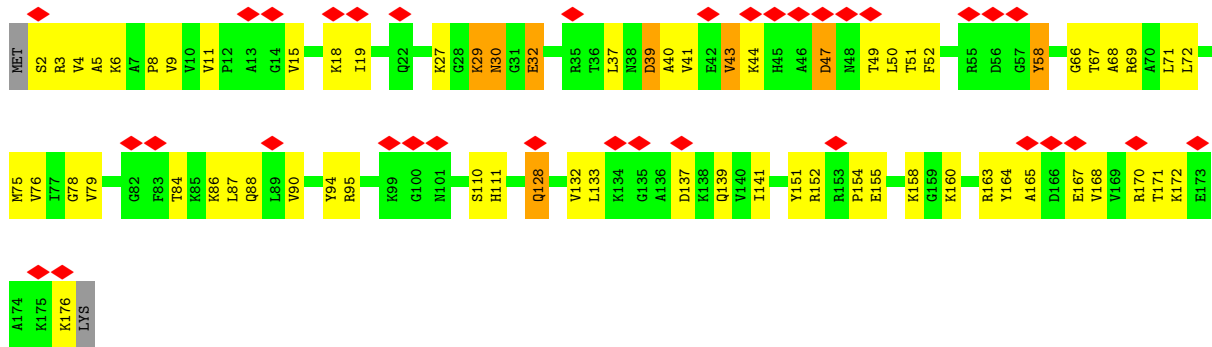 MET S2 R3 V4 A5 K6 A7 P8 V9 V10 V11 P12 A13 G14 V15 K18 I19 Q22 K27 G28 K29 N30 G31 E32 R35 T36 L37 N38 D39 A40 V41 E42 V43 K44 H45 A46 D47 N48 T49 L50 T51 F52 R55 D56 G57 Y58 G66 T67 A68 R69 A70 L71 L72
M75 V76 I77 G78 V79 G82 F83 T84 K85 K86 L87 Q88 L89 V90 Y94 R95 K99 G100 N101 S110 H111 Q128 V132 L133 K134 G135 A136 D137 K138 Q139 V140 I141 Y151 R152 R153 P154 E155 K158 G159 K160 R163 Y164 A165 D166 E167 V168 V169 R170 T171 K172 E173
A174 K175 K176 LYS